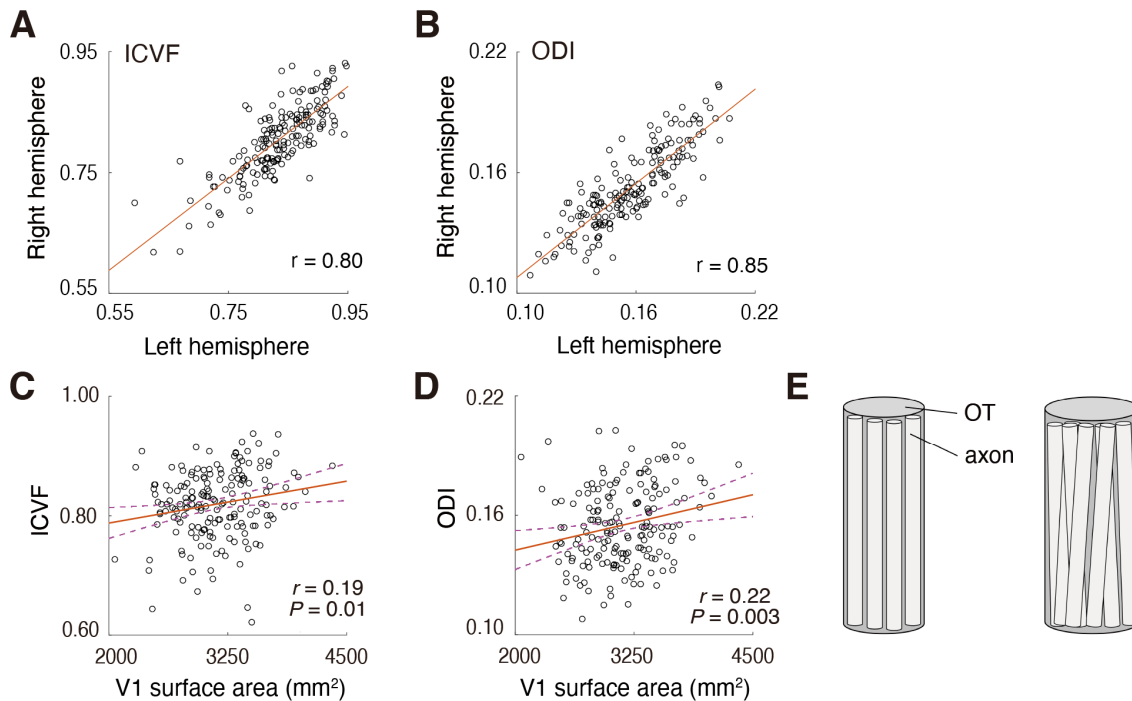 A
ICVF
0.95
0.75
0.55
Right hemisphere
r = 0.80
0.55 0.75 0.95
Left hemisphere
B
ODI
0.22
0.16
0.10
Right hemisphere
r = 0.85
0.10 0.16 0.22
Left hemisphere
C
1.00
0.80
0.60
ICVF
r = 0.19
P = 0.01
2000 3250 4500
V1 surface area (mm²)
D
0.22
0.16
0.10
ODI
r = 0.22
P = 0.003
2000 3250 4500
V1 surface area (mm²)
E
OT
axon